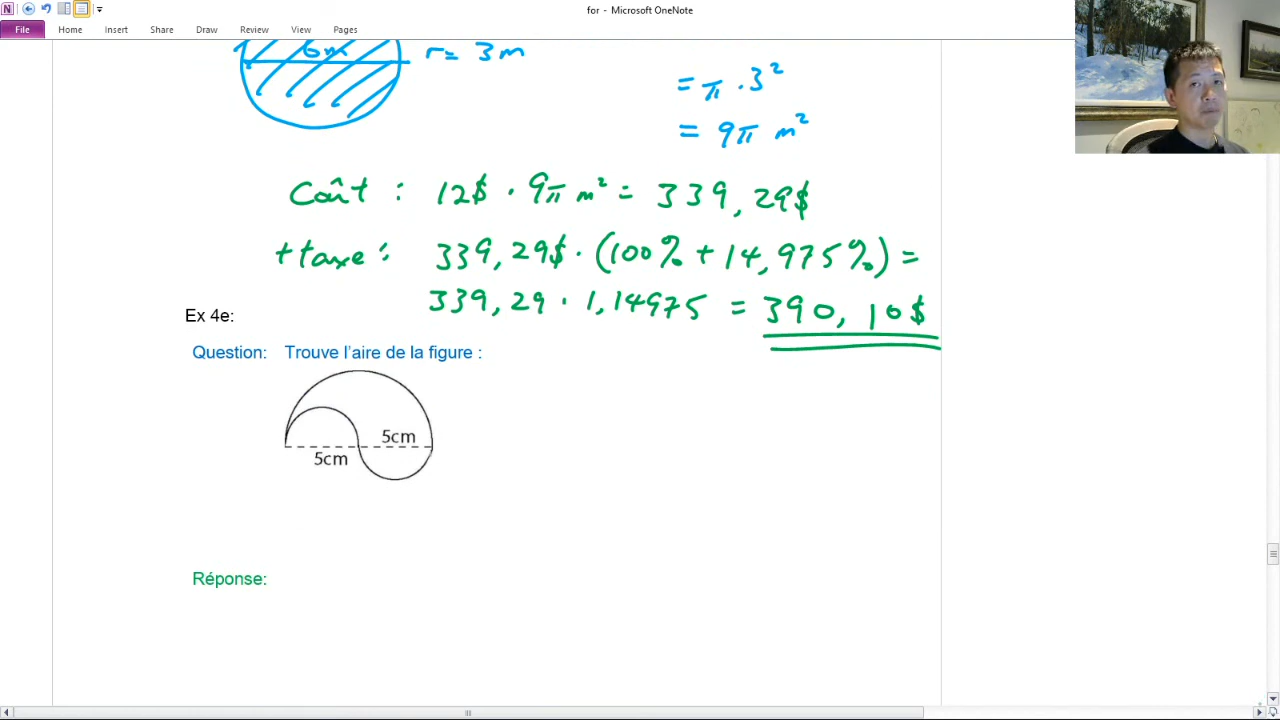 for - Microsoft OneNote
File Home Insert Share Draw Review View Pages
6m r = 3 m
= π · 3²
= 9π m²
Coût : 12$ · 9π m² = 339,29$
+taxe : 339,29$ · (100% + 14,975%) =
339,29 · 1,14975 = 390,10$
Ex 4e:
Question: Trouve l'aire de la figure :
5cm
5cm
Réponse: